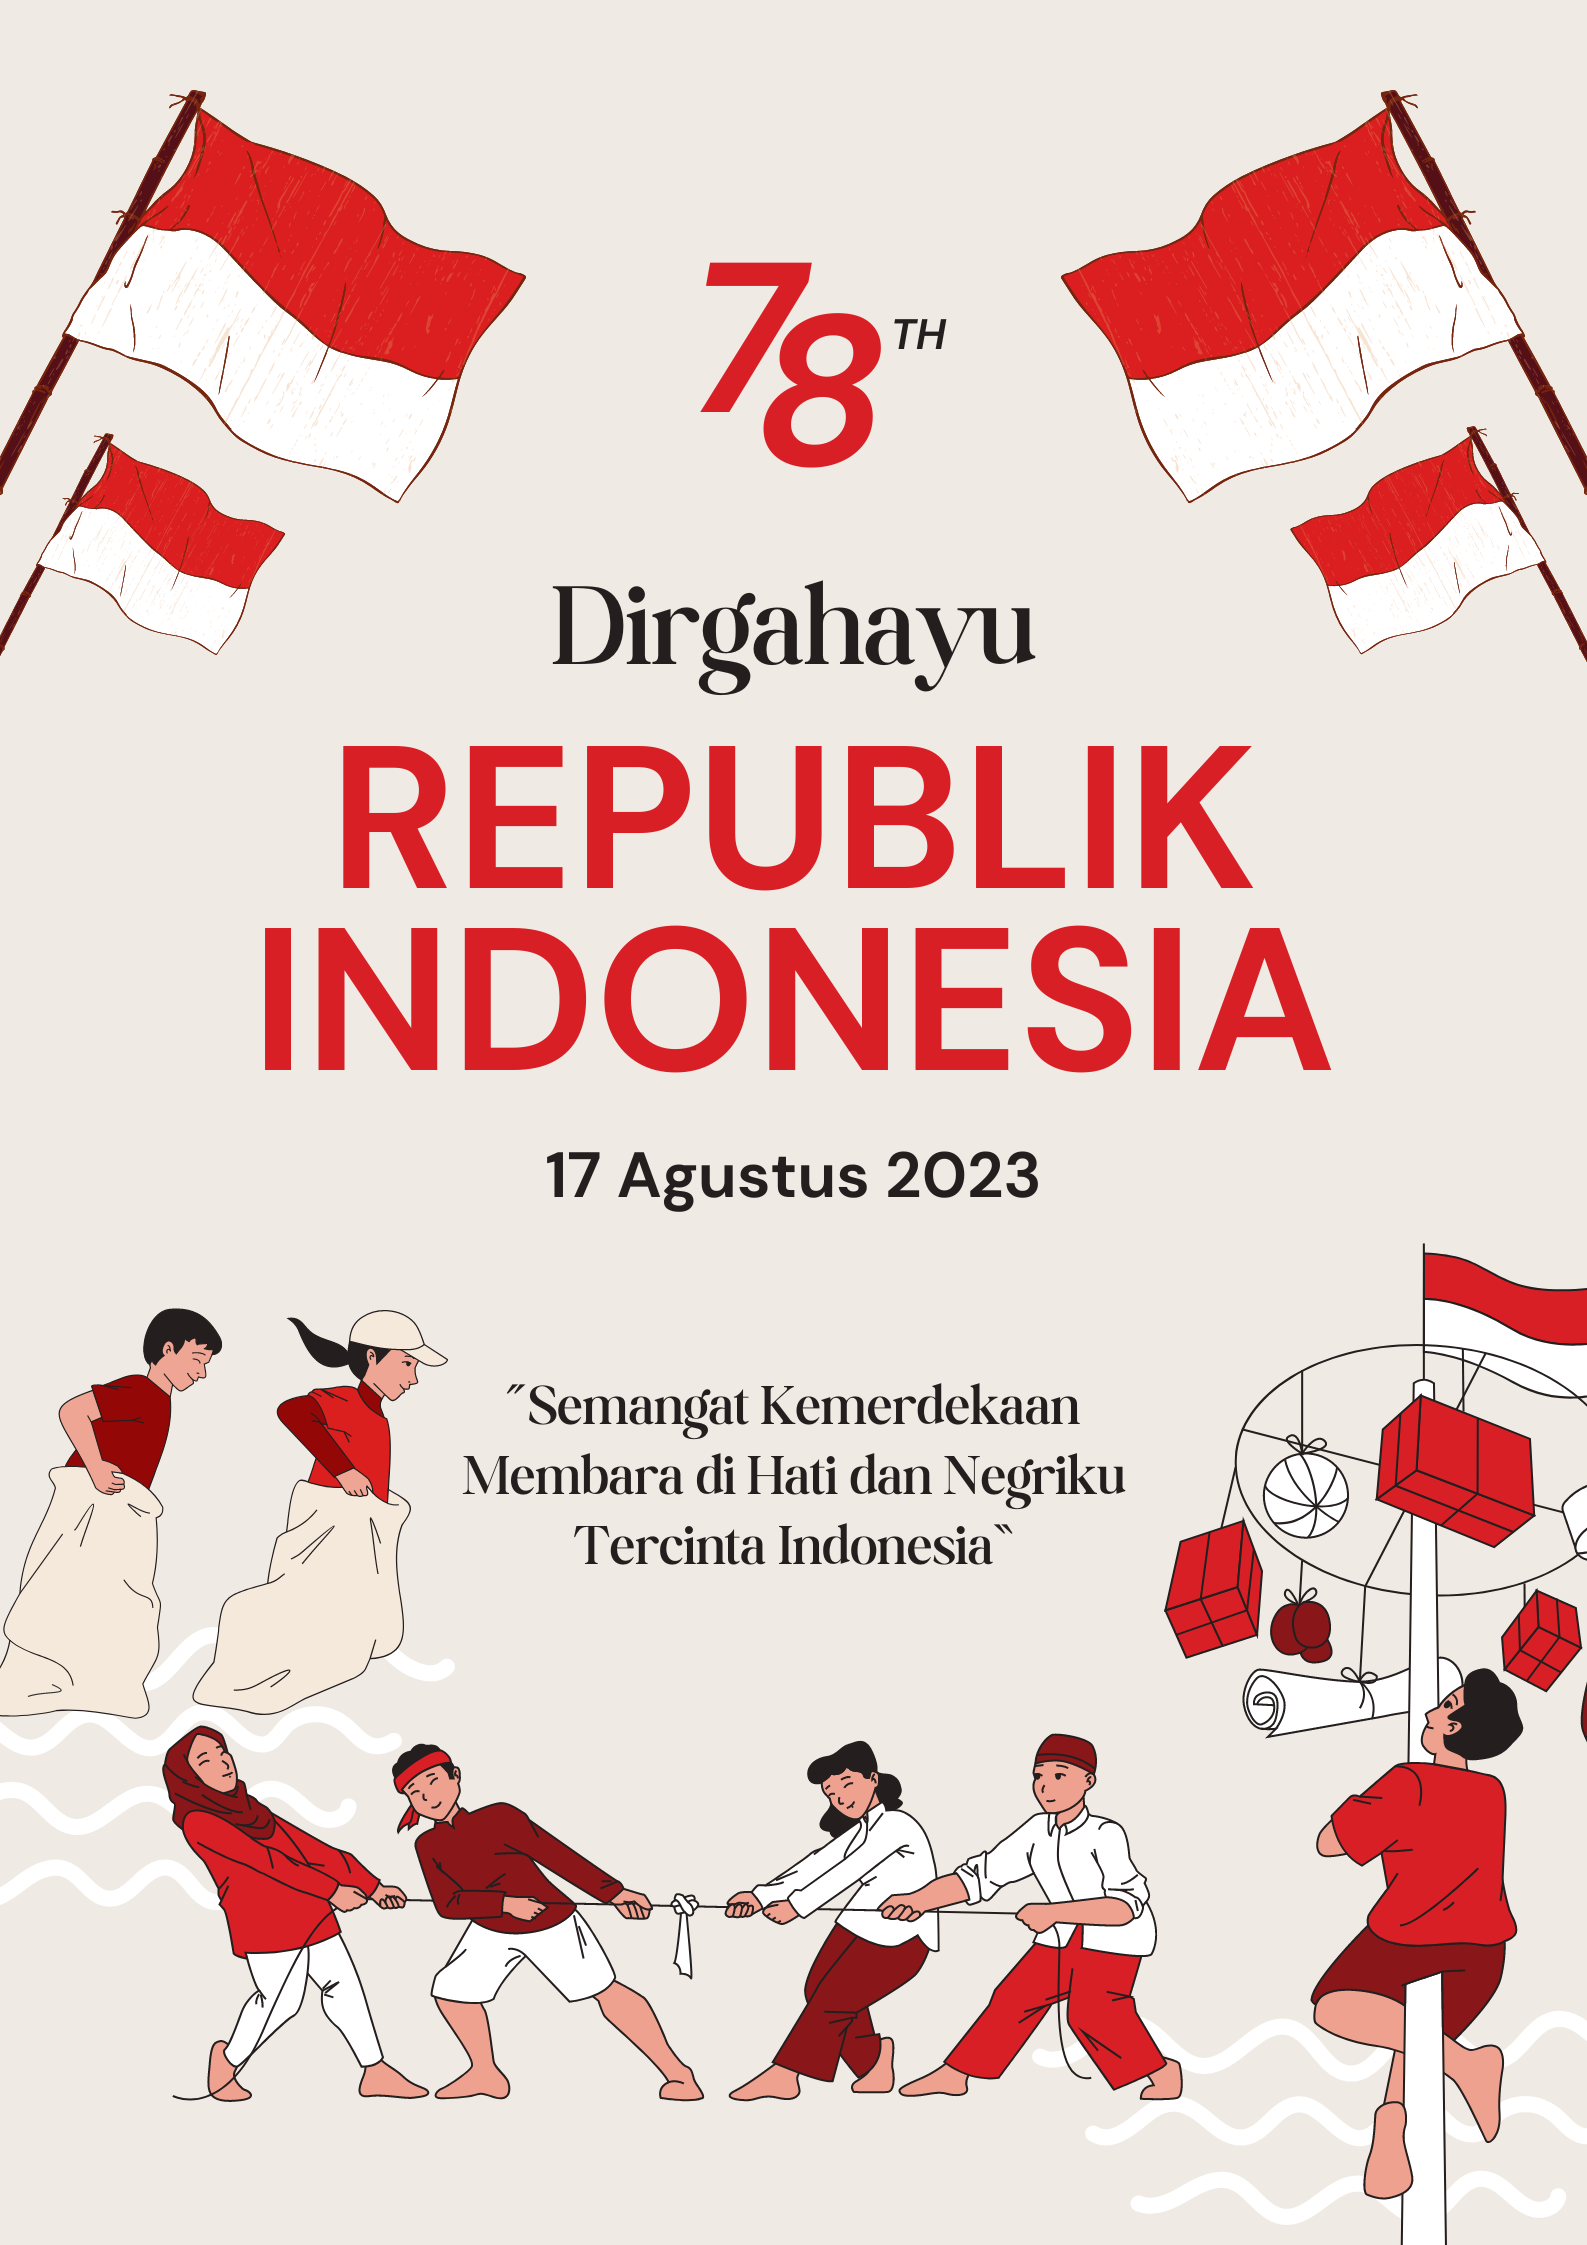 78TH
Dirgahayu
REPUBLIK
INDONESIA
17 Agustus 2023
"Semangat Kemerdekaan
Membara di Hati dan Negriku
Tercinta Indonesia"